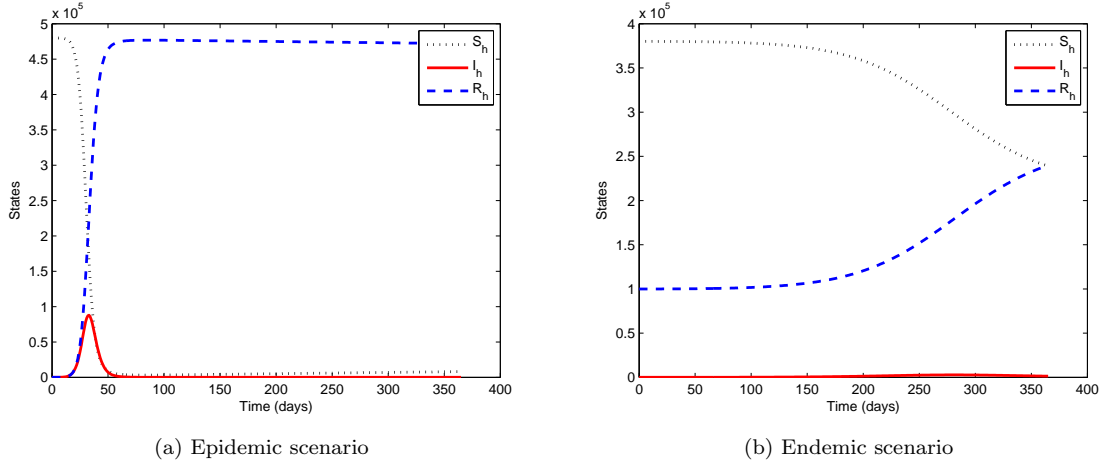 x 10^5
5
4.5
4
3.5
3
2.5
2
1.5
1
0.5
0
States
0 50 100 150 200 250 300 350 400
Time (days)
S_h
I_h
R_h
(a) Epidemic scenario
x 10^5
4
3.5
3
2.5
2
1.5
1
0.5
0
States
0 50 100 150 200 250 300 350 400
Time (days)
S_h
I_h
R_h
(b) Endemic scenario